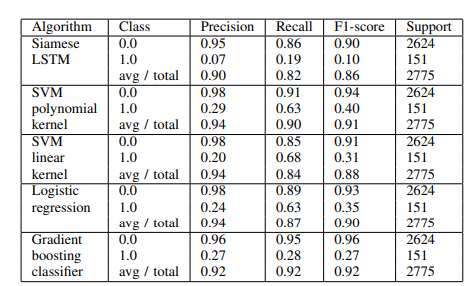 Algorithm Class Precision Recall F1-score Support
Siamese 0.0 0.95 0.86 0.90 2624
LSTM 1.0 0.07 0.19 0.10 151
avg / total 0.90 0.82 0.86 2775
SVM 0.0 0.98 0.91 0.94 2624
polynomial 1.0 0.29 0.63 0.40 151
kernel avg / total 0.94 0.90 0.91 2775
SVM 0.0 0.98 0.85 0.91 2624
linear 1.0 0.20 0.68 0.31 151
kernel avg / total 0.94 0.84 0.88 2775
Logistic 0.0 0.98 0.89 0.93 2624
regression 1.0 0.24 0.63 0.35 151
avg / total 0.94 0.87 0.90 2775
Gradient 0.0 0.96 0.95 0.96 2624
boosting 1.0 0.27 0.28 0.27 151
classifier avg / total 0.92 0.92 0.92 2775